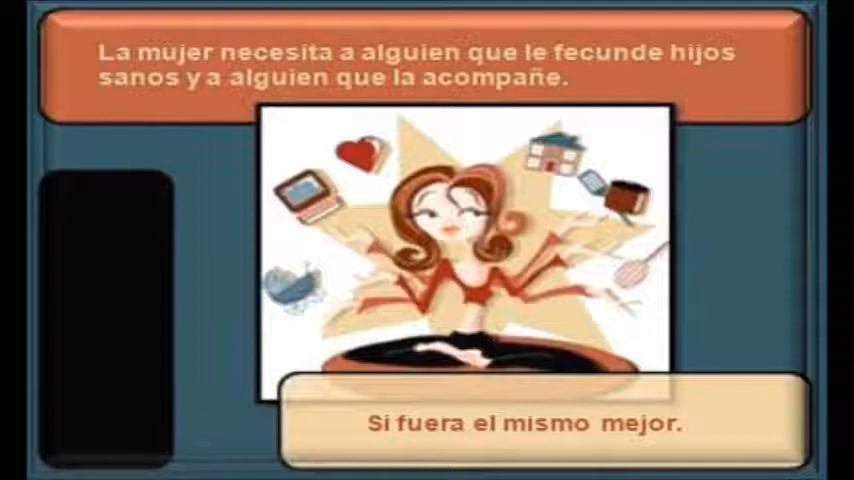 La mujer necesita a alguien que le fecunde hijos
sanos y a alguien que la acompañe.
Si fuera el mismo mejor.